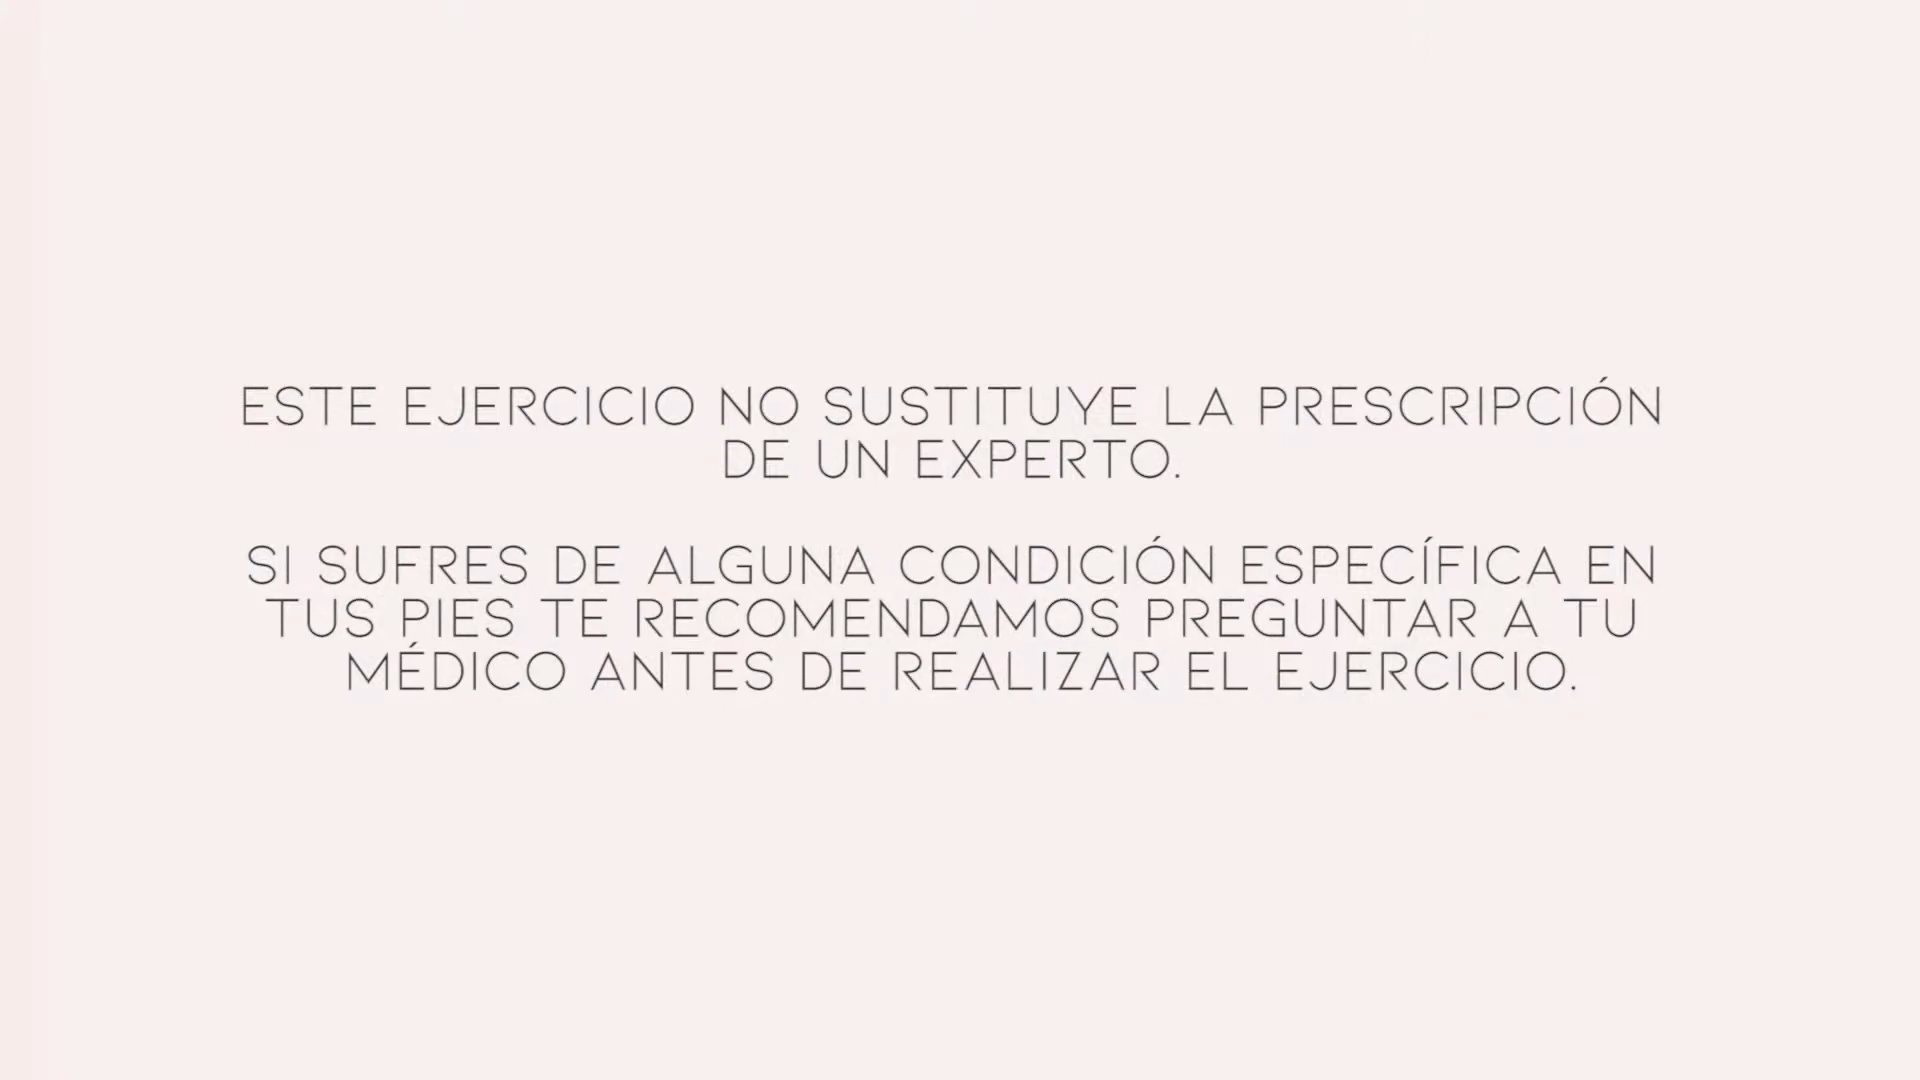 ESTE EJERCICIO NO SUSTITUYE LA PRESCRIPCIÓN
DE UN EXPERTO.
SI SUFRES DE ALGUNA CONDICIÓN ESPECÍFICA EN
TUS PIES TE RECOMENDAMOS PREGUNTAR A TU
MÉDICO ANTES DE REALIZAR EL EJERCICIO.